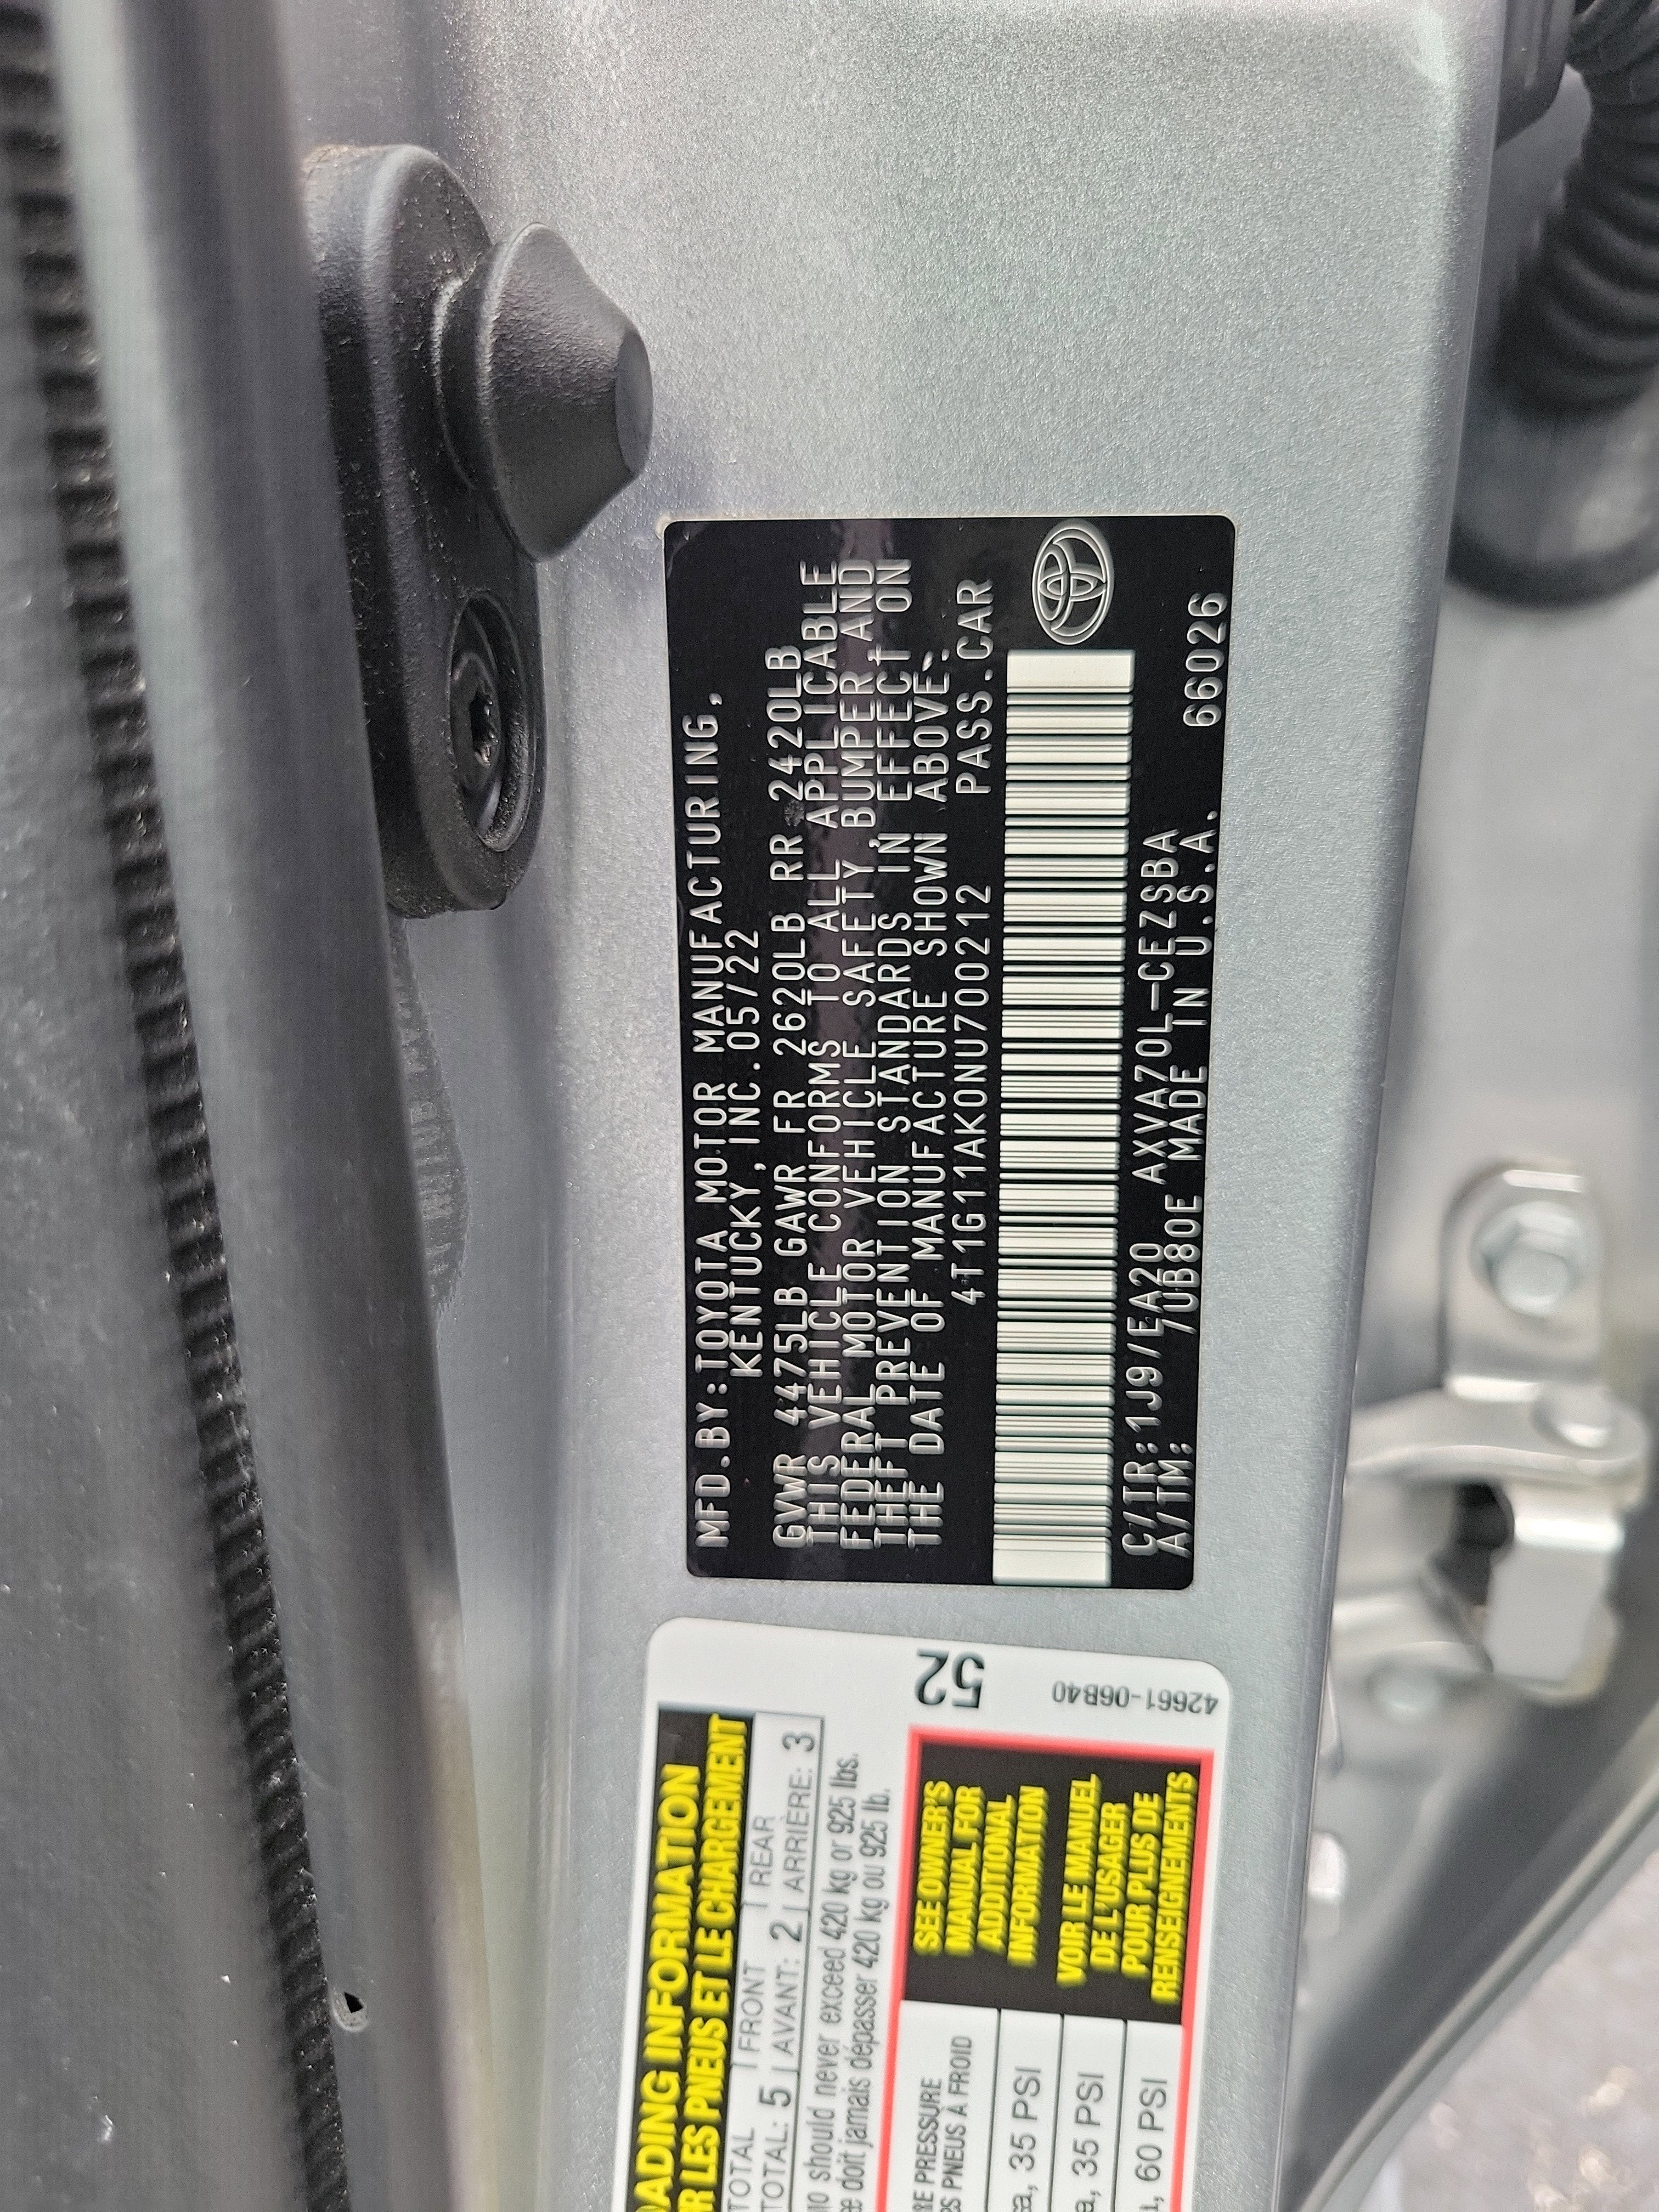 MFD.BY:TOYOTA MOTOR MANUFACTURING,
KENTUCKY, INC. 05/22
GVWR 4475LB GAWR FR 2620LB RR 2420LB
THIS VEHICLE CONFORMS TO ALL APPLICABLE
FEDERAL MOTOR VEHICLE SAFETY, BUMPER AND
THEFT PREVENTION STANDARDS IN EFFECT ON
THE DATE OF MANUFACTURE SHOWN ABOVE.
4T1G11AK0NU700212 PASS.CAR
C/TR:1J9/EA20 AXVA70L-CEZSBA
A/TM: /UB80E MADE IN U.S.A. 66026
52
42661-06B40
INFORMATION
LES PNEUS ET LE CHARGEMENT
TOTAL FRONT REAR
TOTAL: 5 AVANT: 2 ARRIÈRE: 3
should never exceed 420 kg or 925 lbs.
doit jamais dépasser 420 kg ou 925 lb.
PRESSURE
PNEUS À FROID
35 PSI
35 PSI
60 PSI
SEE OWNER'S
MANUAL FOR
ADDITIONAL
INFORMATION
VOIR LE MANUEL
DE L'USAGER
POUR PLUS DE
RENSEIGNEMENTS